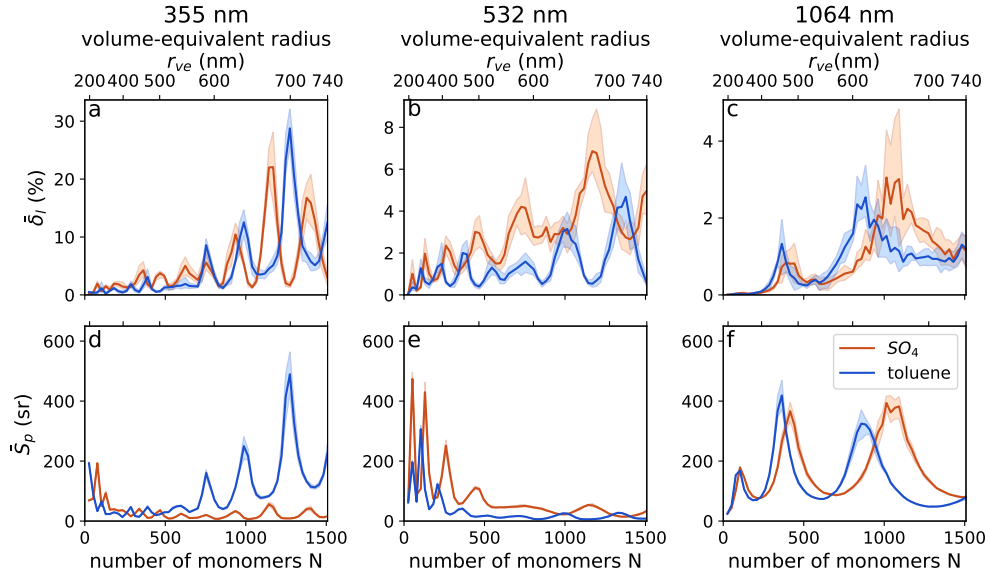 355 nm
532 nm
1064 nm
volume-equivalent radius
volume-equivalent radius
volume-equivalent radius
r_ve (nm)
r_ve (nm)
r_ve(nm)
200 400 500 600 700 740
200 400 500 600 700 740
200 400 500 600 700 740
a
b
c
30
20
10
0
8
6
4
2
0
4
2
0
δ̄_l (%)
0 500 1000 1500
d
e
f
600
400
200
0
600
400
200
0
600
400
200
0
S̄_p (sr)
SO₄
toluene
0 500 1000 1500
0 500 1000 1500
number of monomers N
number of monomers N
number of monomers N